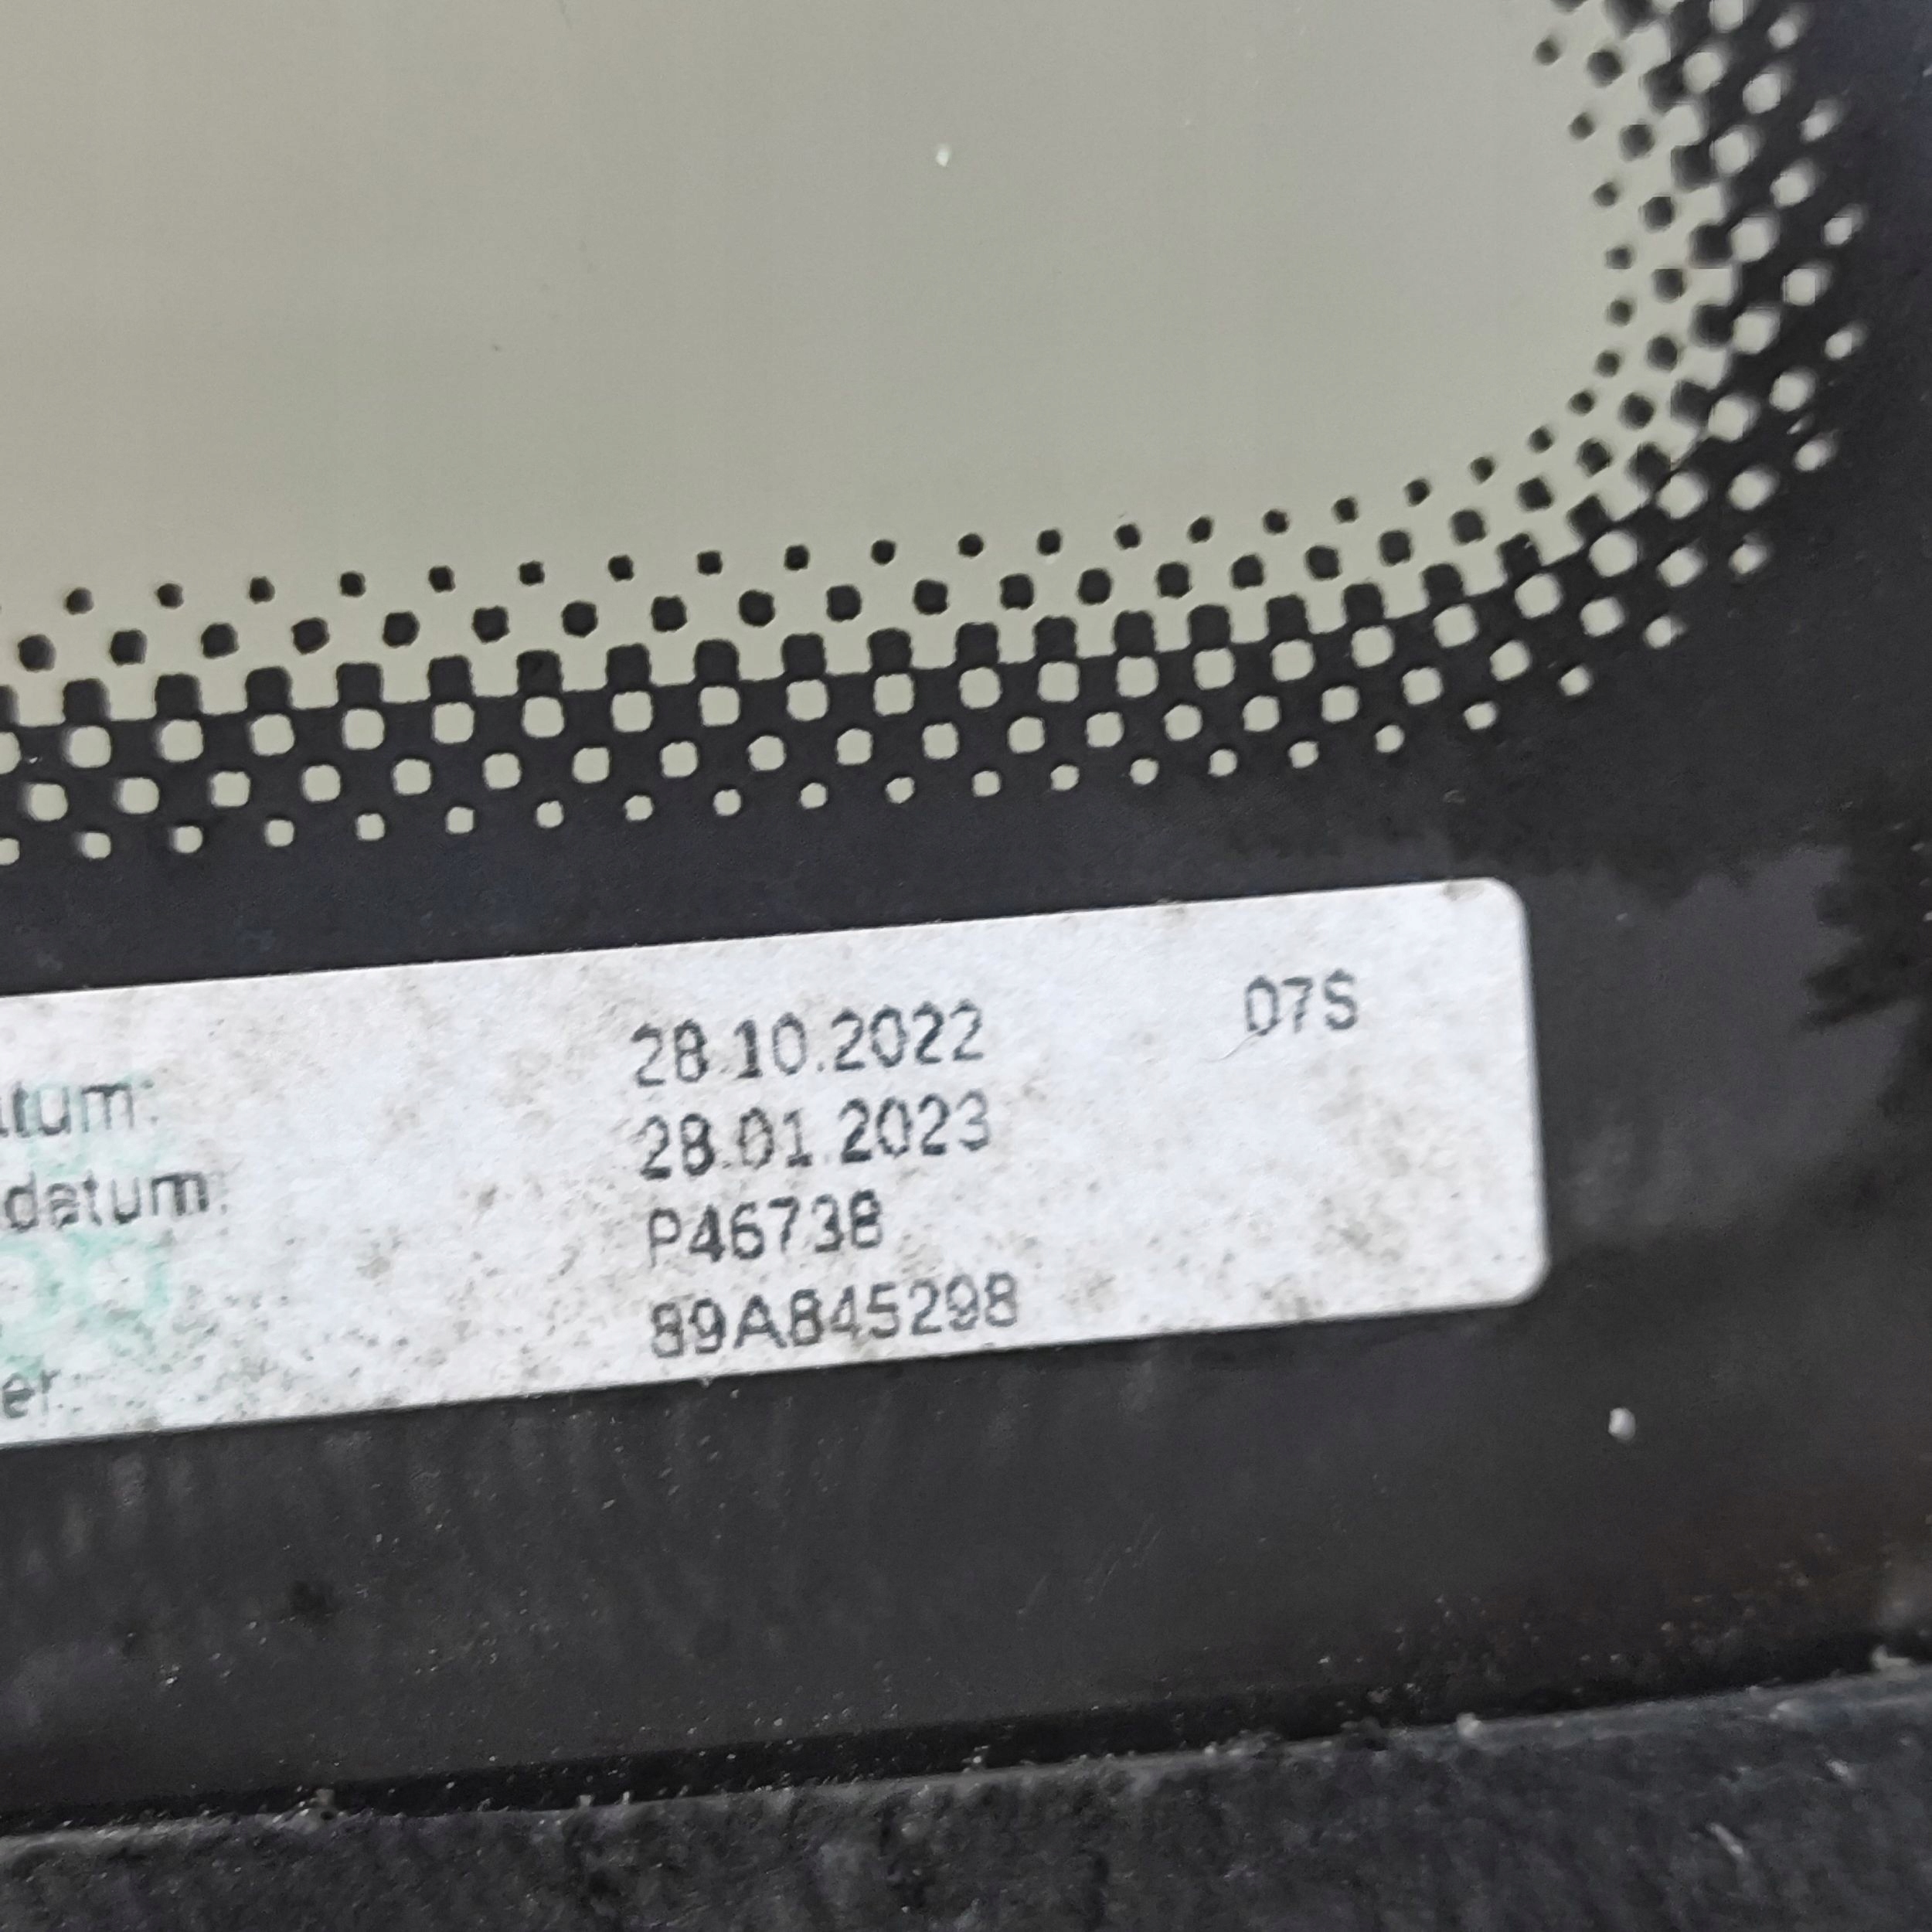 28.10.2022 07S
atum: 28.01.2023
datum: P46738
89A845298
er: